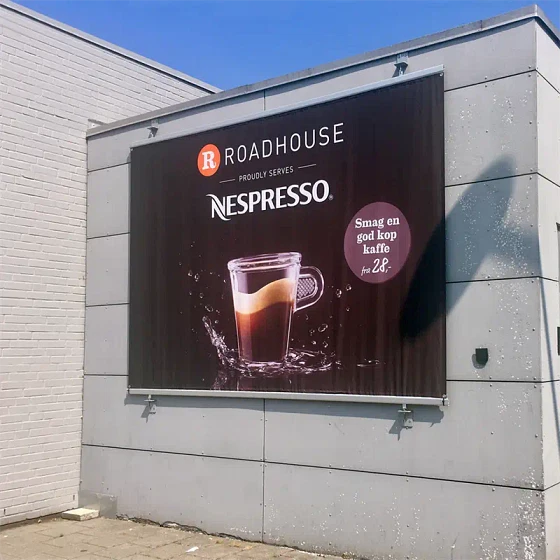 R ROADHOUSE
PROUDLY SERVES
NESPRESSO®
Smag en
god kop
kaffe
fra 28,-